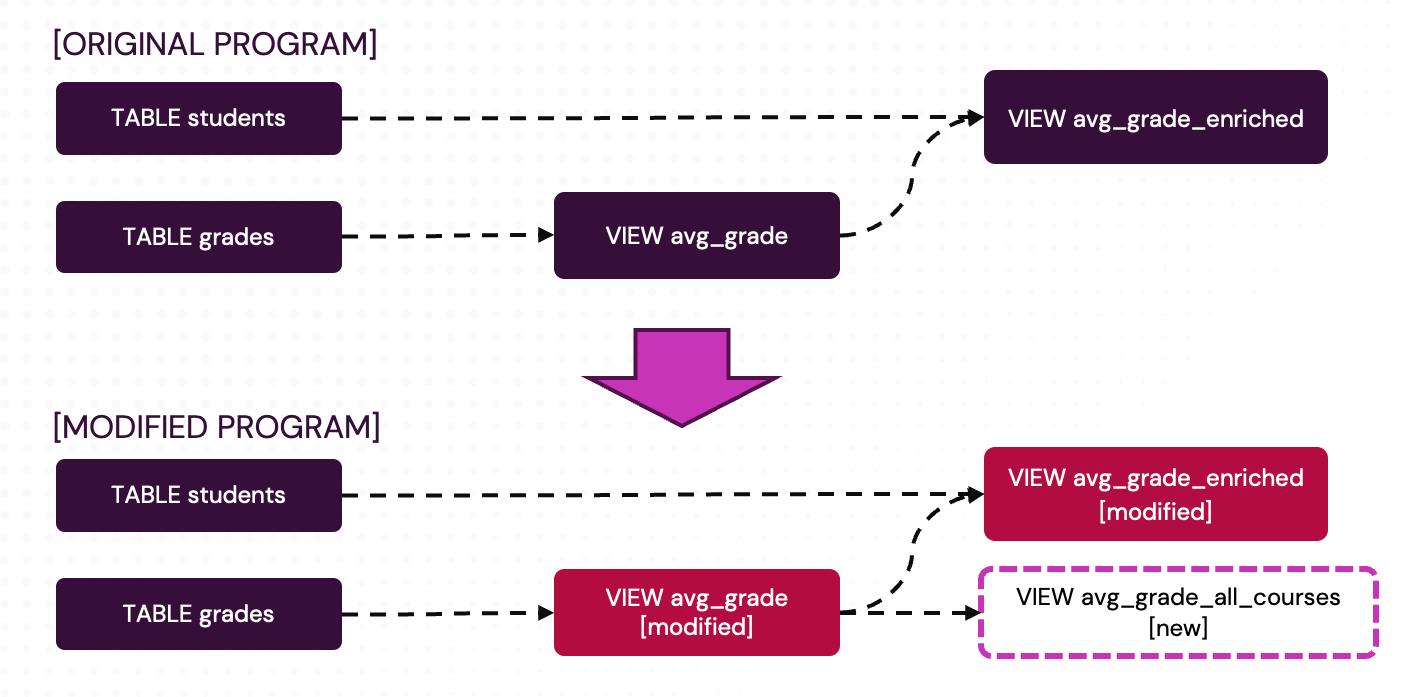 [ORIGINAL PROGRAM]
TABLE students
VIEW avg_grade_enriched
TABLE grades
VIEW avg_grade
[MODIFIED PROGRAM]
TABLE students
VIEW avg_grade_enriched
[modified]
TABLE grades
VIEW avg_grade
[modified]
VIEW avg_grade_all_courses
[new]